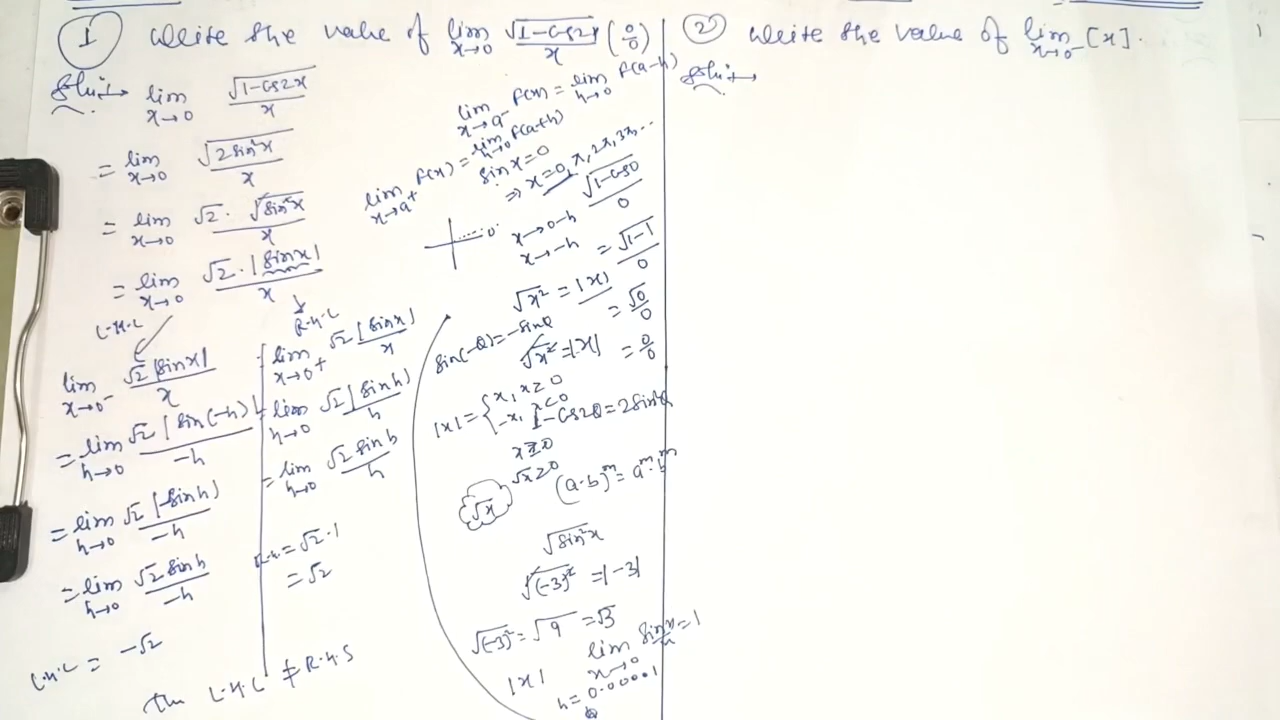 1 Write the value of lim x→0 √(1-cos2x)/x (0/0)
Soln:→ lim x→0 √(1-cos2x)/x
= lim x→0 √(2sin²x)/x
= lim x→0 √2·√(sin²x)/x
= lim x→0 √2·|sinx|/x
L.H.L
R.H.L
lim x→0⁻ √2|sinx|/x
= lim h→0 √2|sin(-h)|/-h
= lim h→0 √2|-sinh|/-h
= lim h→0 √2 sinh/-h
L.H.L = -√2
lim x→0⁺ √2|sinx|/x
= lim h→0 √2|sinh|/h
= lim h→0 √2 sinh/h
= √2·1
= √2
The L.H.L ≠ R.H.S
lim x→a⁻ f(x) = lim h→0 f(a-h)
lim x→a⁺ f(x) = lim h→0 f(a+h)
sinx=0
⇒ x=0, π, 2π, 3π, ...
0
x→0-h
x→-h
√(1-cos0)/0
= √(1-1)/0
= √0/0
= 0/0
√x² = |x|
sin(-θ)=-sinθ
√x² = |x|
|x| = { x, x≥0
-x, x<0
1-cos2θ=2sin²θ
x≥0
√x≥0
√x
(a·b)^m = a^m·b^m
√(sin²x)
√(-3)² = |-3|
√(-3)² = √9 = √3
lim x→0 sinx/x = 1
|x|
h = 0.00001
2 Write the value of lim x→0⁻ [x].
Soln:→